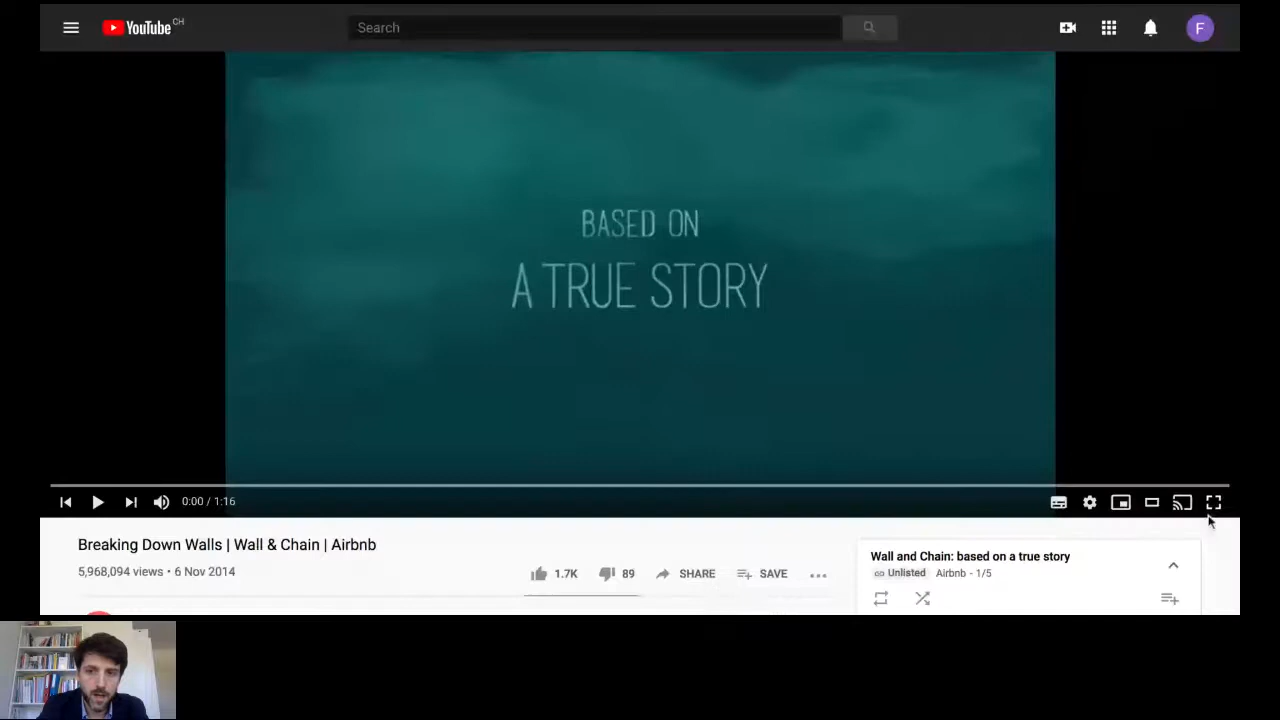 YouTube CH
Search
F
BASED ON
A TRUE STORY
0:00 / 1:16
Breaking Down Walls | Wall & Chain | Airbnb
5,968,094 views • 6 Nov 2014
1.7K
89
SHARE
SAVE
Wall and Chain: based on a true story
Unlisted Airbnb - 1/5